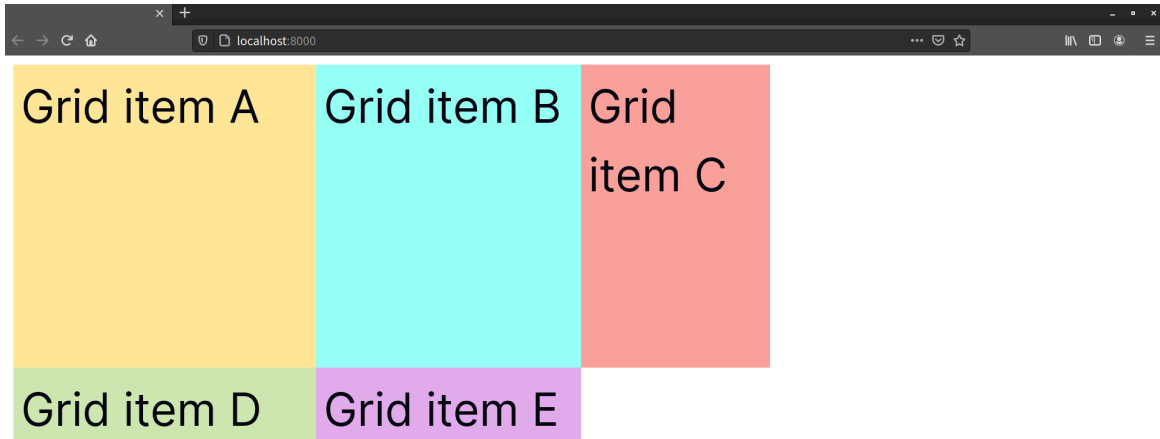 localhost:8000
Grid item A
Grid item B
Grid
item C
Grid item D
Grid item E